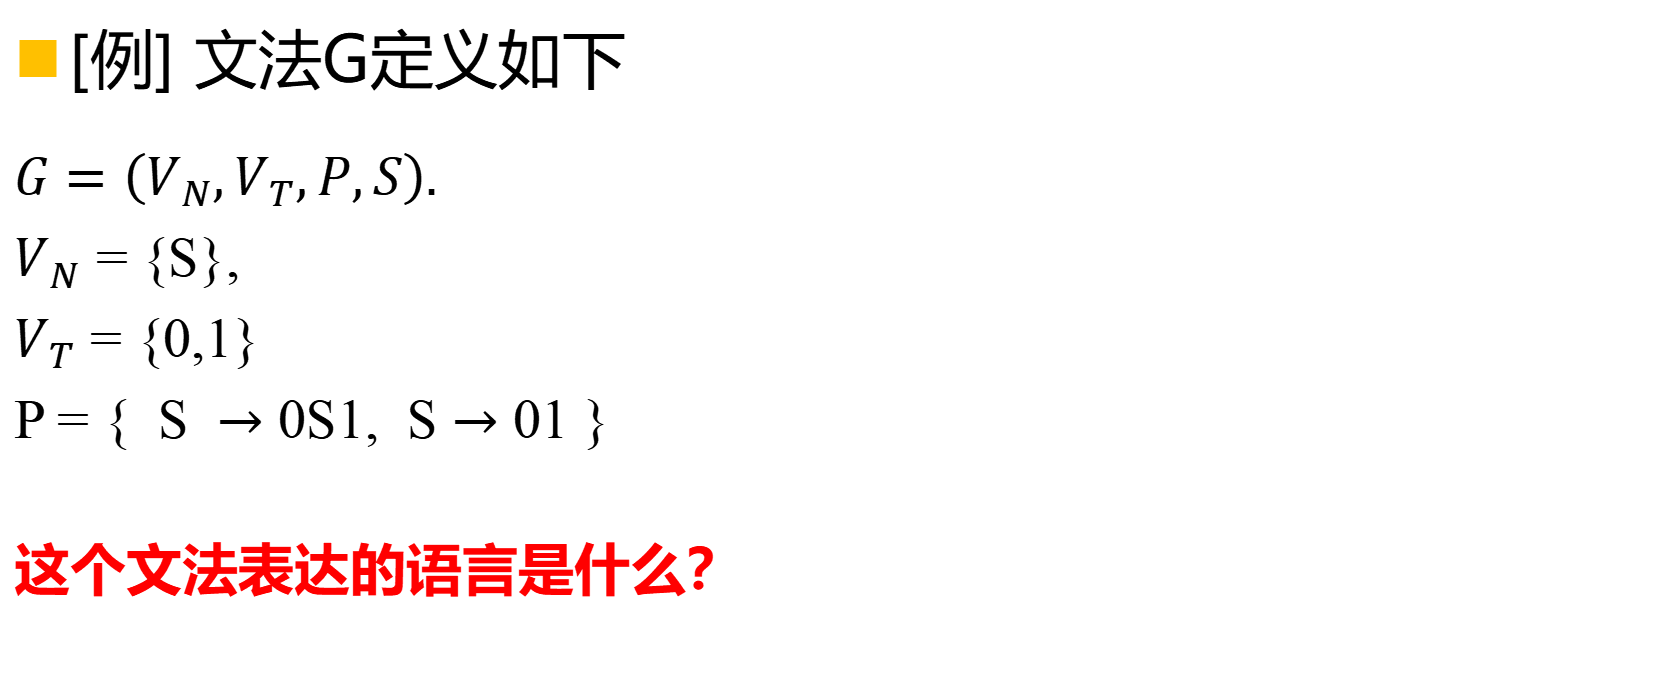 [例] 文法G定义如下
G = (V_N, V_T, P, S).
V_N = {S},
V_T = {0,1}
P = { S → 0S1, S → 01 }
这个文法表达的语言是什么?